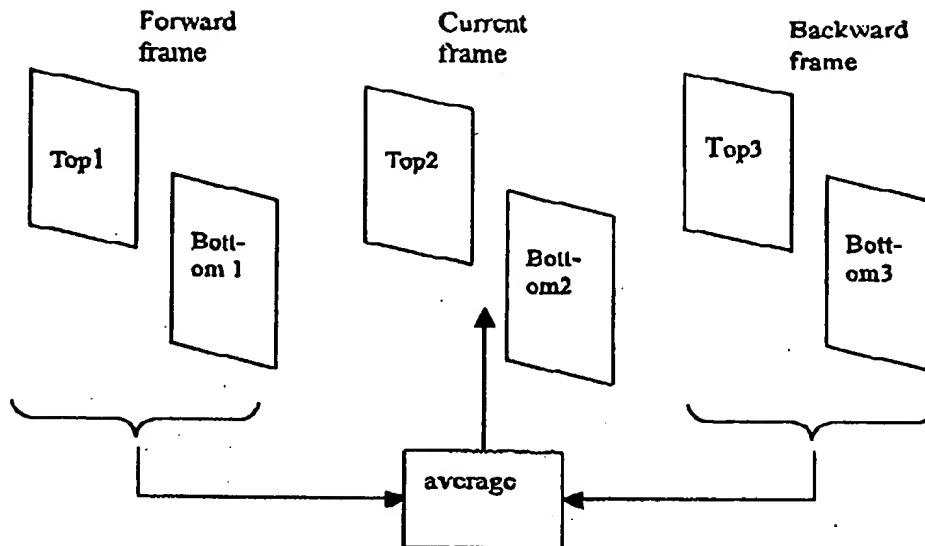 Forward
frame
Current
frame
Backward
frame
Top1
Top2
Top3
Bott-
om 1
Bott-
om2
Bott-
om3
average